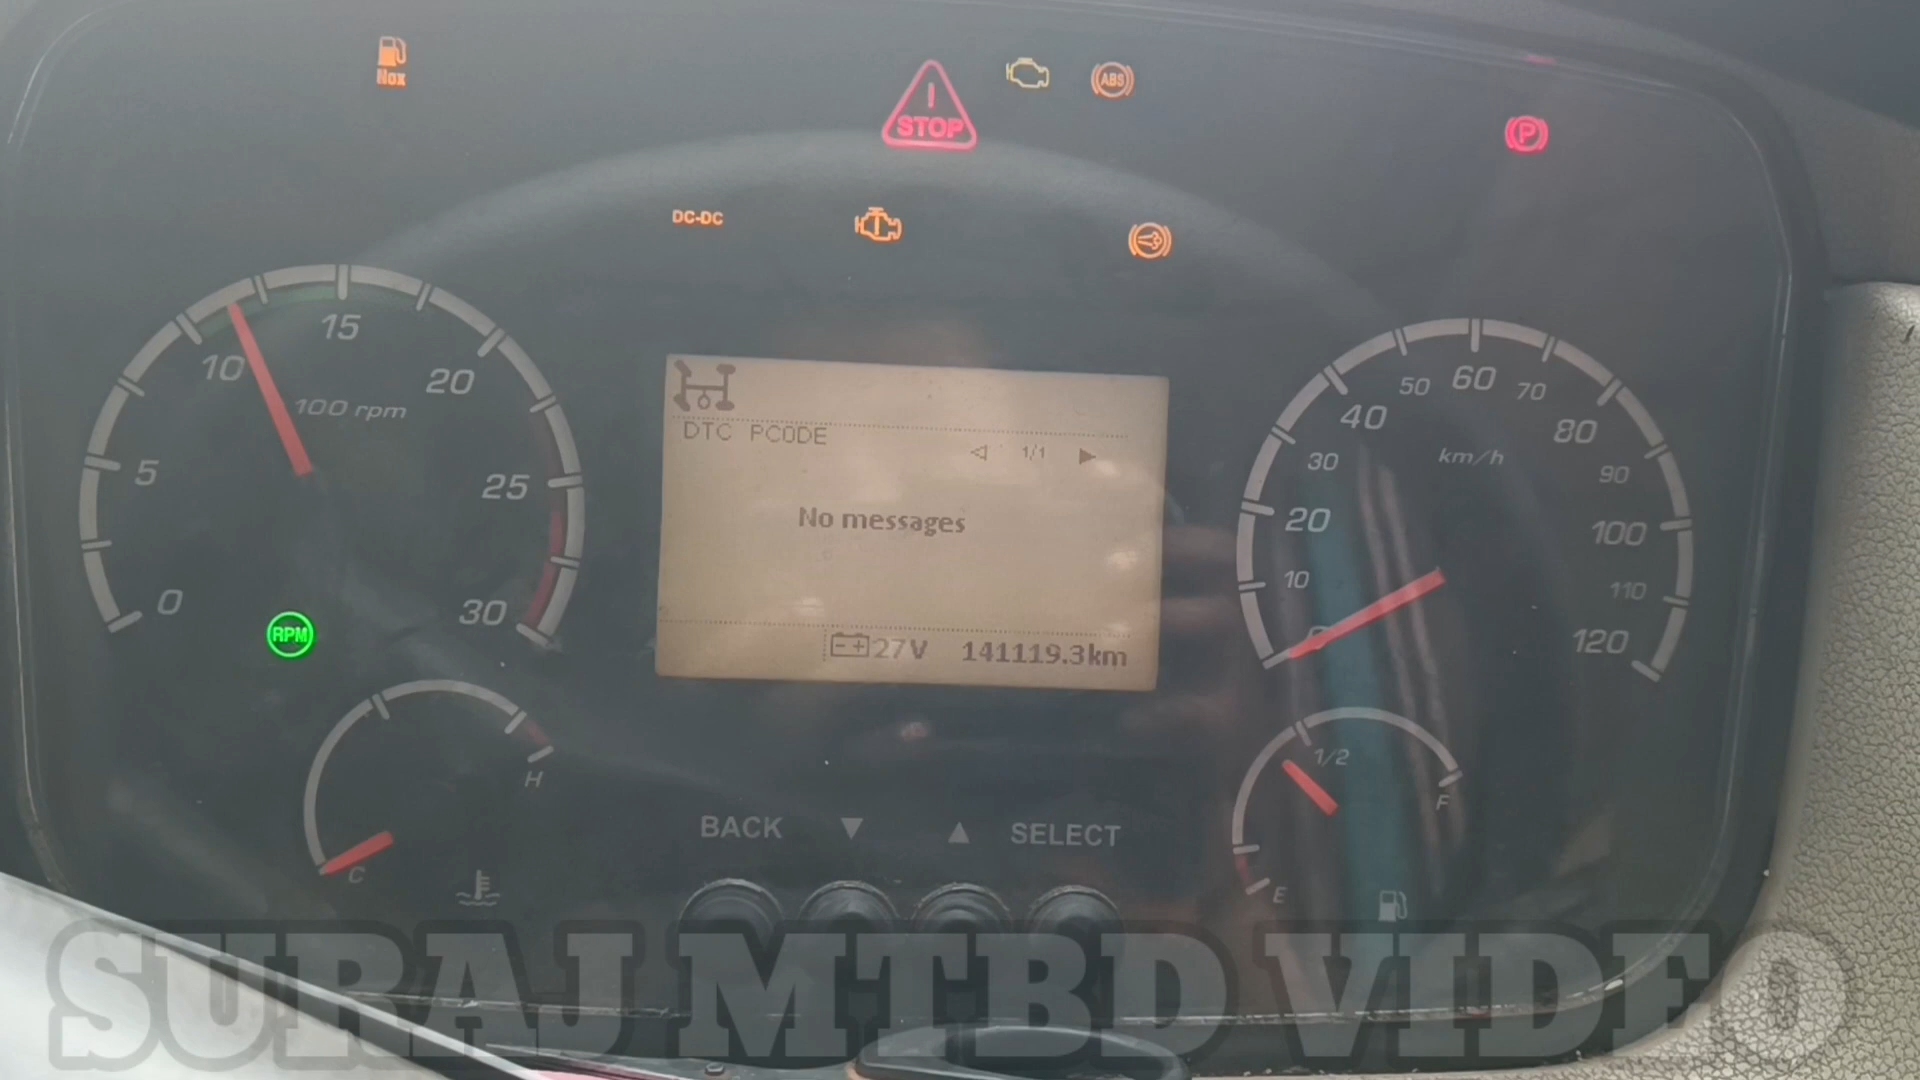 Nox
STOP
ABS
P
DC-DC
15
10
20
100 rpm
5
25
0
30
RPM
DTC PCODE
1/1
No messages
27V 141119.3km
60
50
70
40
80
km/h
30
90
20
100
10
110
0
120
H
C
1/2
F
E
BACK
SELECT
SURAJ MTBD VIDEO